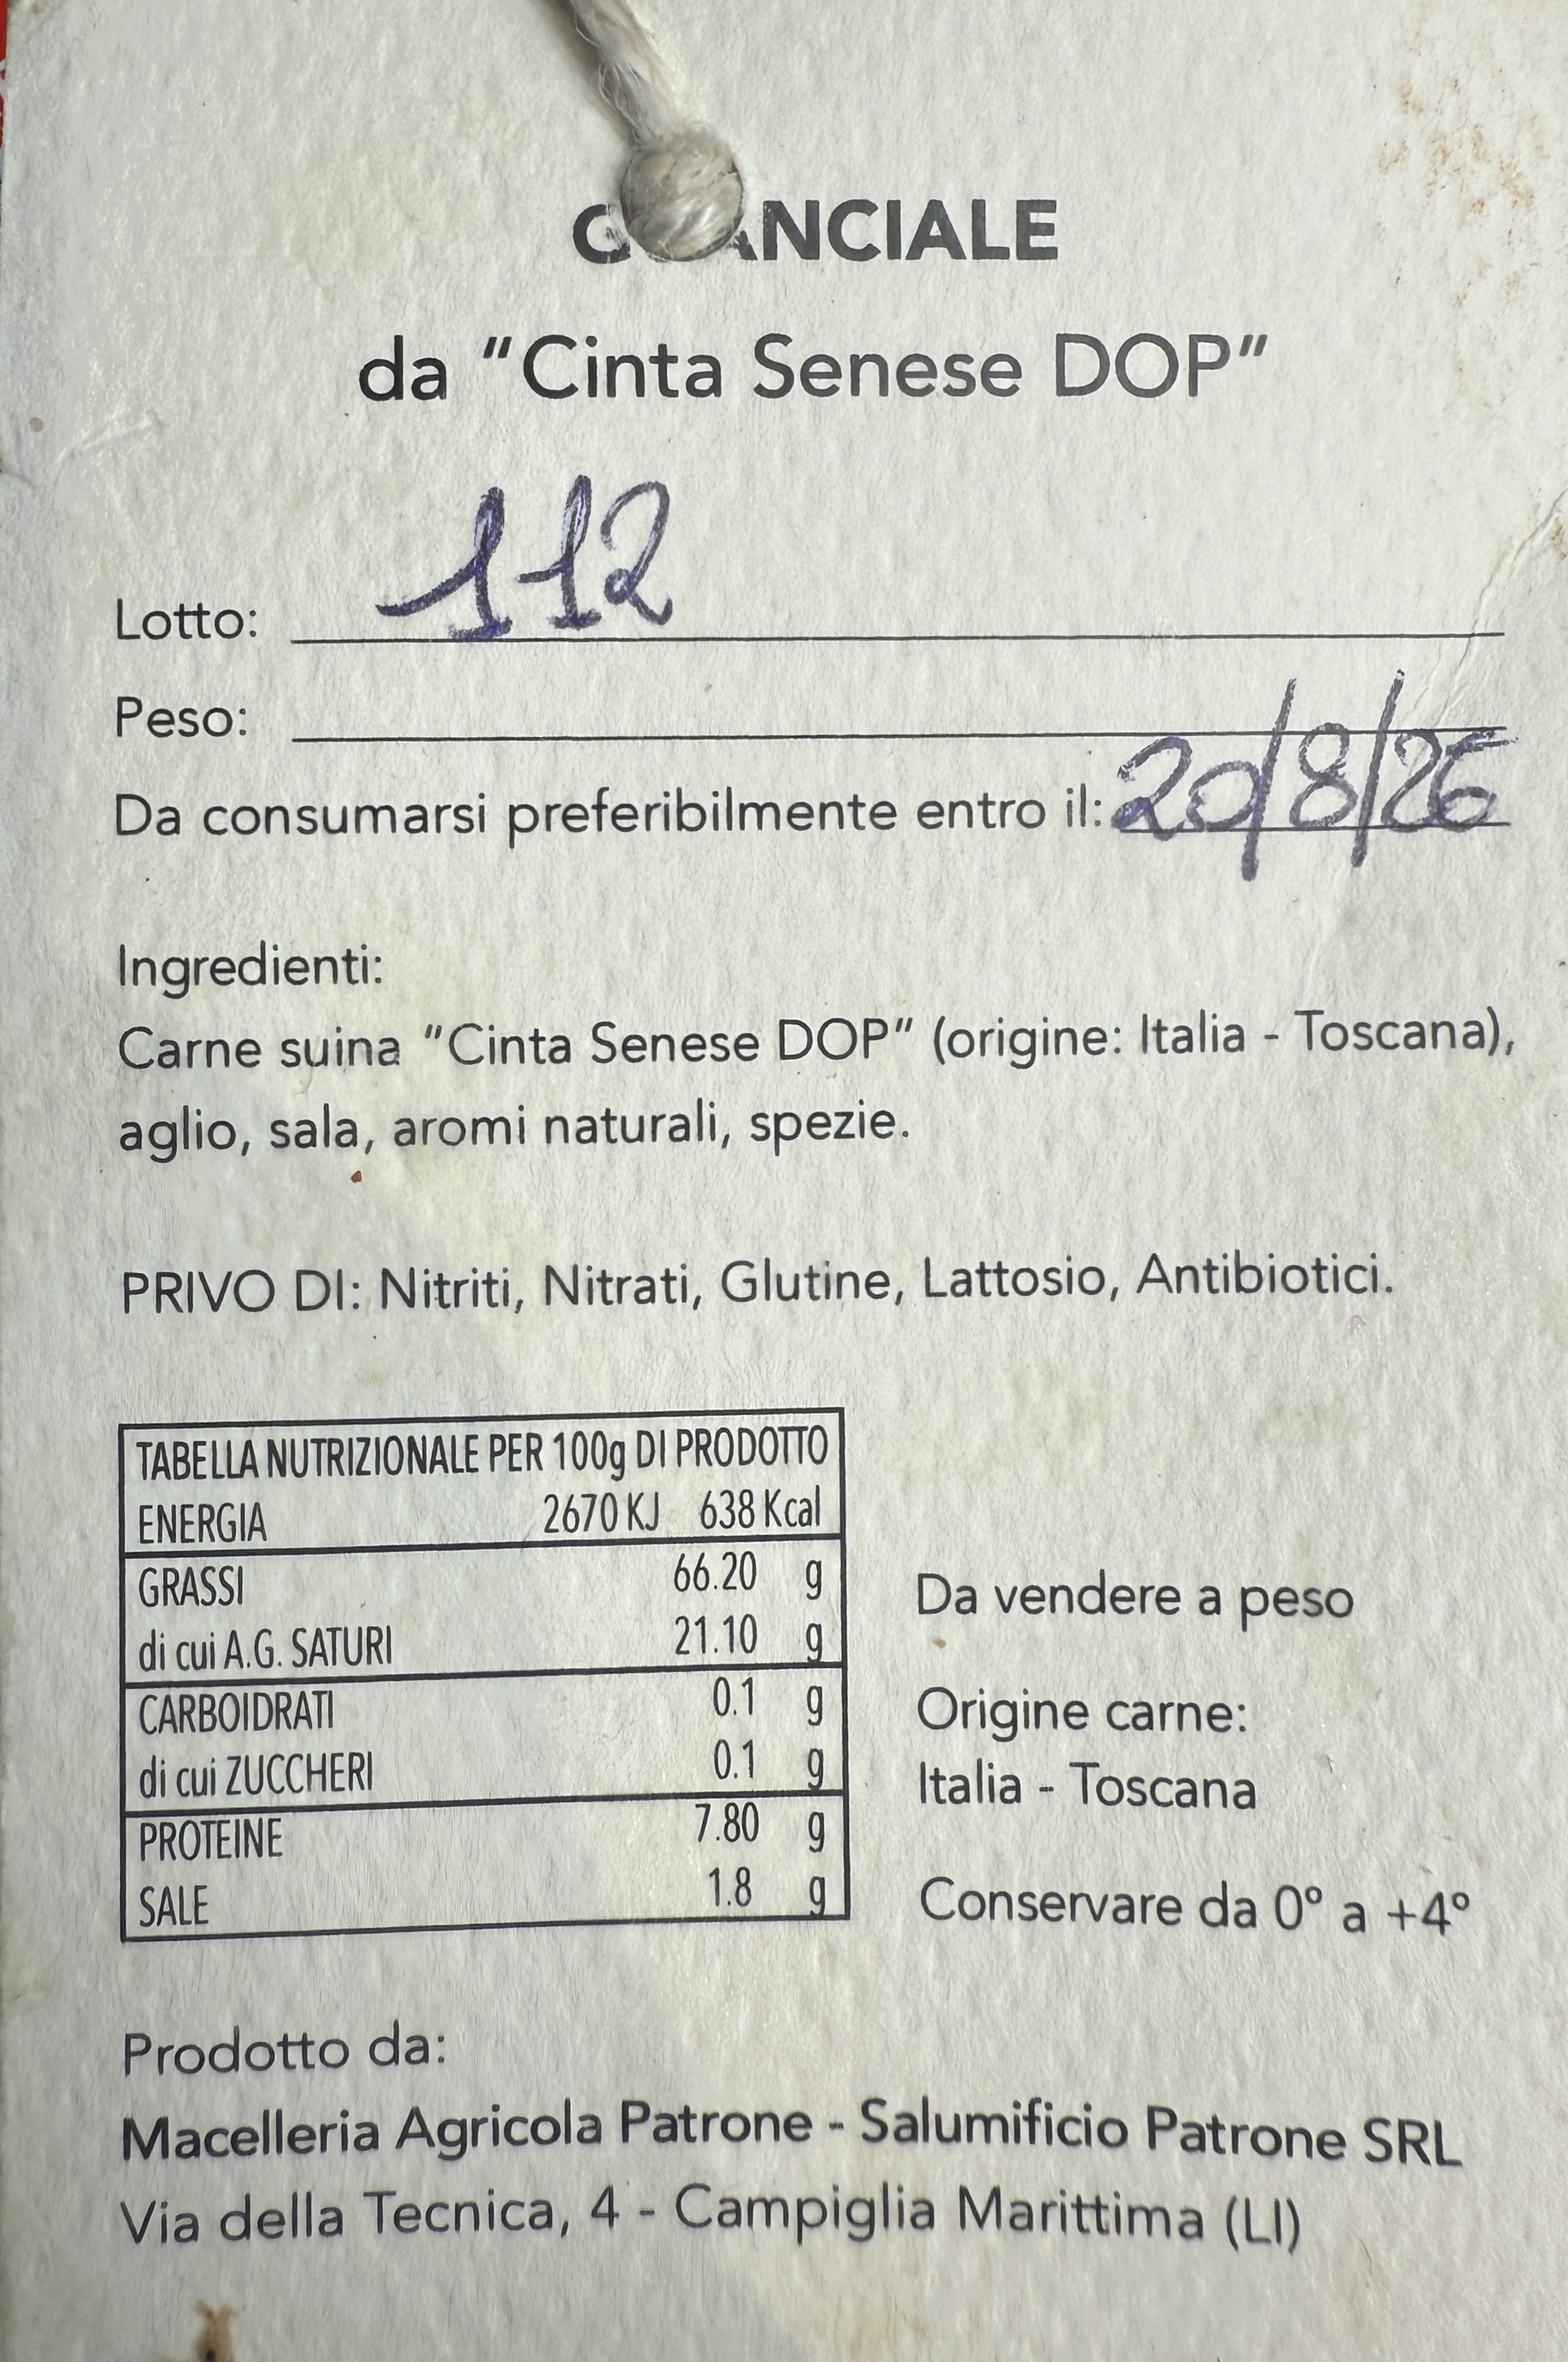 da "Cinta Senese DOP"
Lotto: 112
Peso:
Da consumarsi preferibilmente entro il: 20/8/26
Ingredienti:
Carne suina "Cinta Senese DOP" (origine: Italia - Toscana),
aglio, sala, aromi naturali, spezie.
PRIVO DI: Nitriti, Nitrati, Glutine, Lattosio, Antibiotici.
TABELLA NUTRIZIONALE PER 100g DI PRODOTTO
ENERGIA 2670 KJ 638 Kcal
GRASSI 66.20 g
di cui A.G. SATURI 21.10 g
CARBOIDRATI 0.1 g
di cui ZUCCHERI 0.1 g
PROTEINE 7.80 g
SALE 1.8 g
Da vendere a peso
Origine carne:
Italia - Toscana
Conservare da 0° a +4°
Prodotto da:
Macelleria Agricola Patrone - Salumificio Patrone SRL
Via della Tecnica, 4 - Campiglia Marittima (LI)